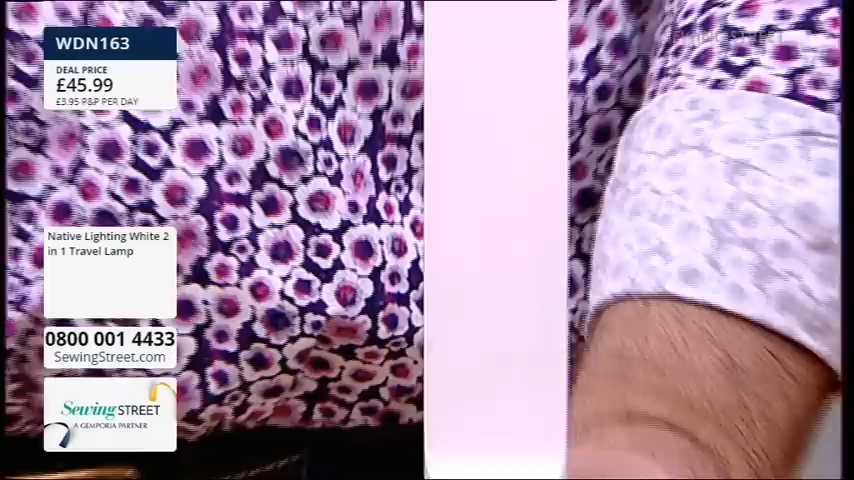 WDN163
DEAL PRICE
£45.99
£3.95 P&P PER DAY
Native Lighting White 2
in 1 Travel Lamp
0800 001 4433
SewingStreet.com
Sewing STREET
A GEMPORIA PARTNER